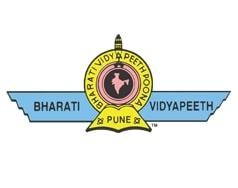 BHARATI VIDYAPEETH POONA
BHARATI VIDYAPEETH
PUNE
TM